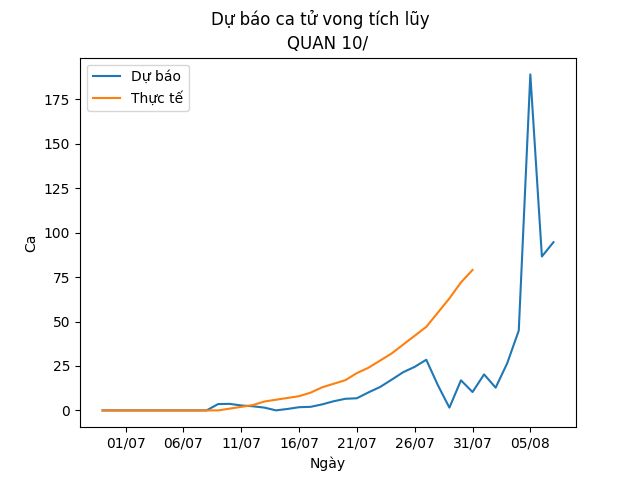 Dự báo ca tử vong tích lũy
QUAN 10/
Dự báo
Thực tế
175
150
125
100
75
50
25
0
Ca
01/07 06/07 11/07 16/07 21/07 26/07 31/07 05/08
Ngày